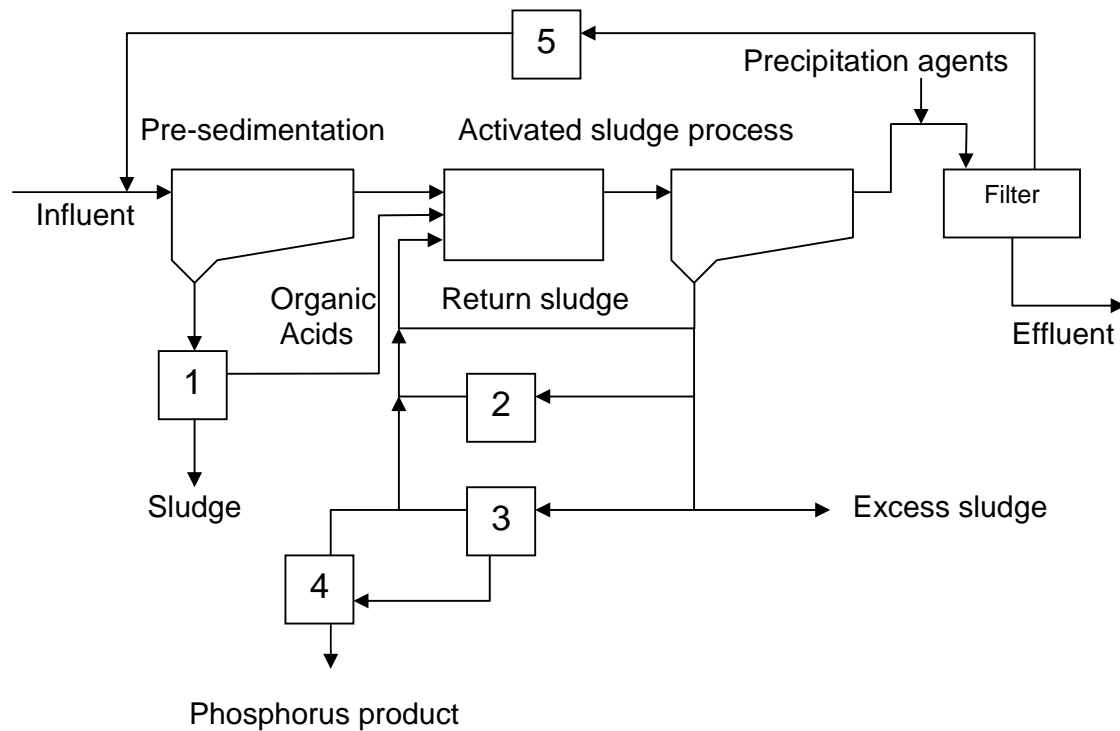 5
Precipitation agents
Pre-sedimentation
Activated sludge process
Influent
Filter
Organic
Acids
Return sludge
Effluent
1
2
Sludge
3
Excess sludge
4
Phosphorus product